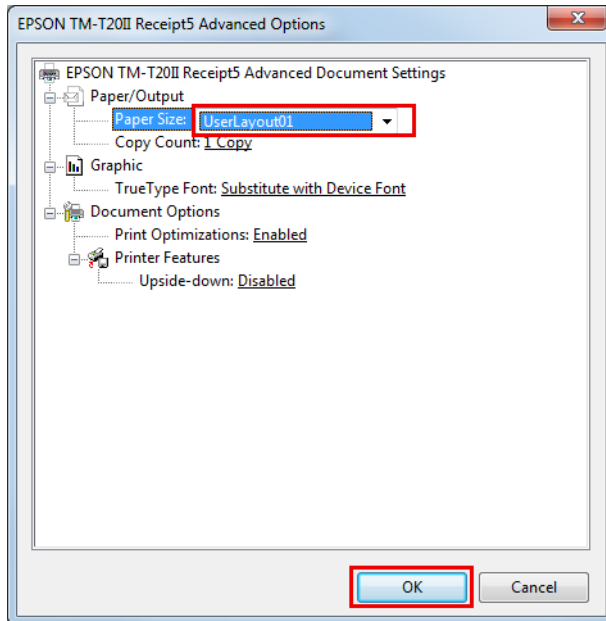 EPSON TM-T20II Receipt5 Advanced Options
EPSON TM-T20II Receipt5 Advanced Document Settings
Paper/Output
Paper Size: UserLayout01
Copy Count: 1 Copy
Graphic
TrueType Font: Substitute with Device Font
Document Options
Print Optimizations: Enabled
Printer Features
Upside-down: Disabled
OK Cancel